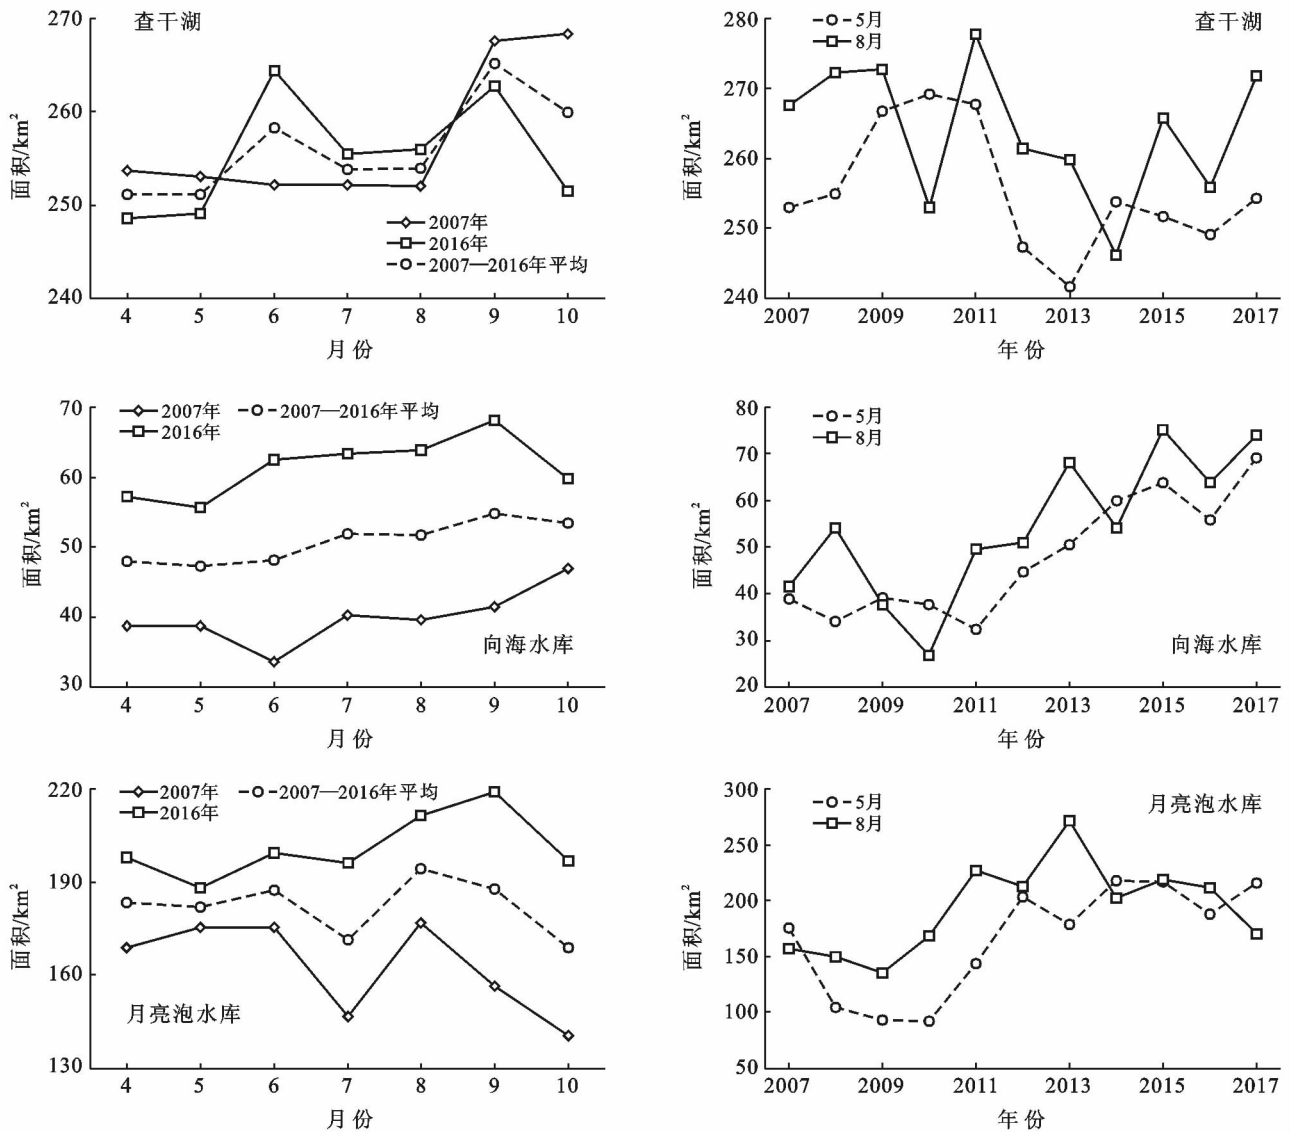 查干湖
270
260
250
240
面积/km²
2007年
2016年
2007—2016年平均
4 5 6 7 8 9 10
月份
5月
8月
查干湖
280
270
260
250
240
面积/km²
2007 2009 2011 2013 2015 2017
年份
2007年 2007—2016年平均
2016年
70
60
50
40
30
面积/km²
向海水库
4 5 6 7 8 9 10
月份
5月
8月
80
70
60
50
40
30
20
面积/km²
向海水库
2007 2009 2011 2013 2015 2017
年份
2007年 2007—2016年平均
2016年
220
190
160
130
面积/km²
月亮泡水库
4 5 6 7 8 9 10
月份
5月
8月
月亮泡水库
300
250
200
150
100
50
面积/km²
2007 2009 2011 2013 2015 2017
年份